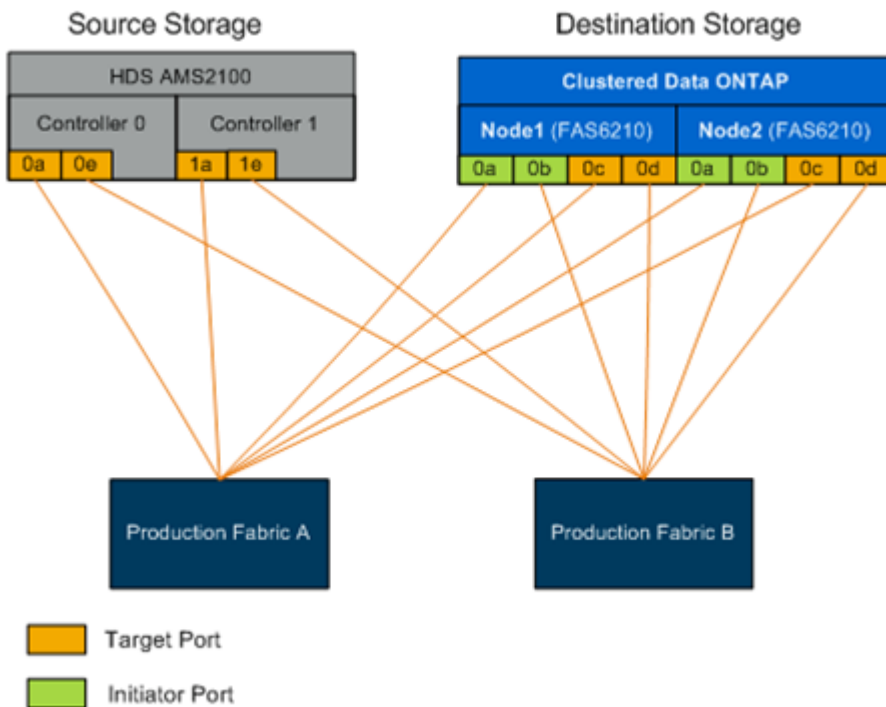 Source Storage
Destination Storage
HDS AMS2100
Clustered Data ONTAP
Controller 0
Controller 1
Node1 (FAS6210)
Node2 (FAS6210)
0a 0e 1a 1e
0a 0b 0c 0d 0a 0b 0c 0d
Production Fabric A
Production Fabric B
Target Port
Initiator Port